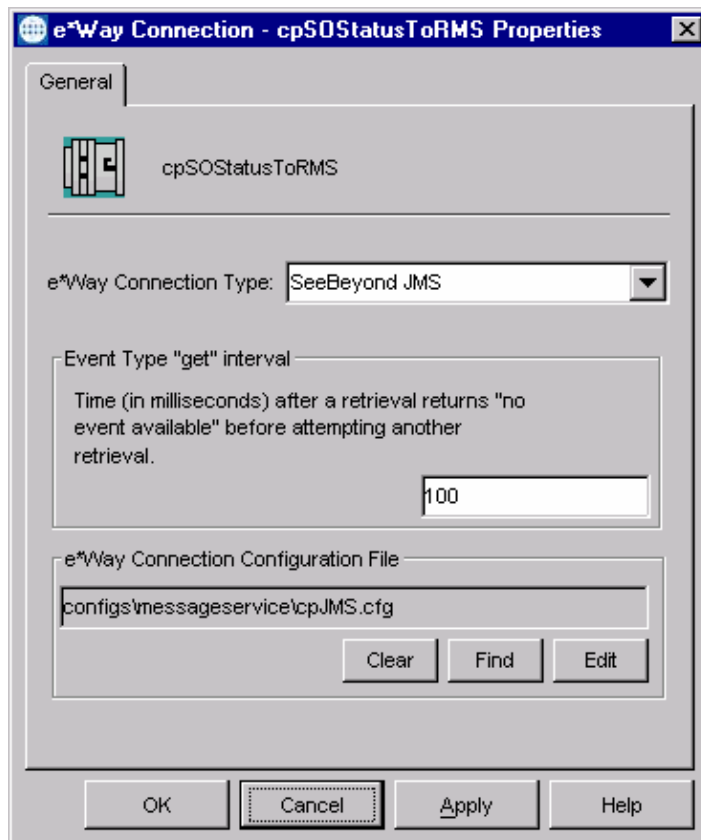 e*Way Connection - cpSOStatusToRMS Properties
General
cpSOStatusToRMS
e*Way Connection Type: SeeBeyond JMS
Event Type "get" interval
Time (in milliseconds) after a retrieval returns "no
event available" before attempting another
retrieval.
100
e*Way Connection Configuration File
configs\messageservice\cpJMS.cfg
Clear Find Edit
OK Cancel Apply Help